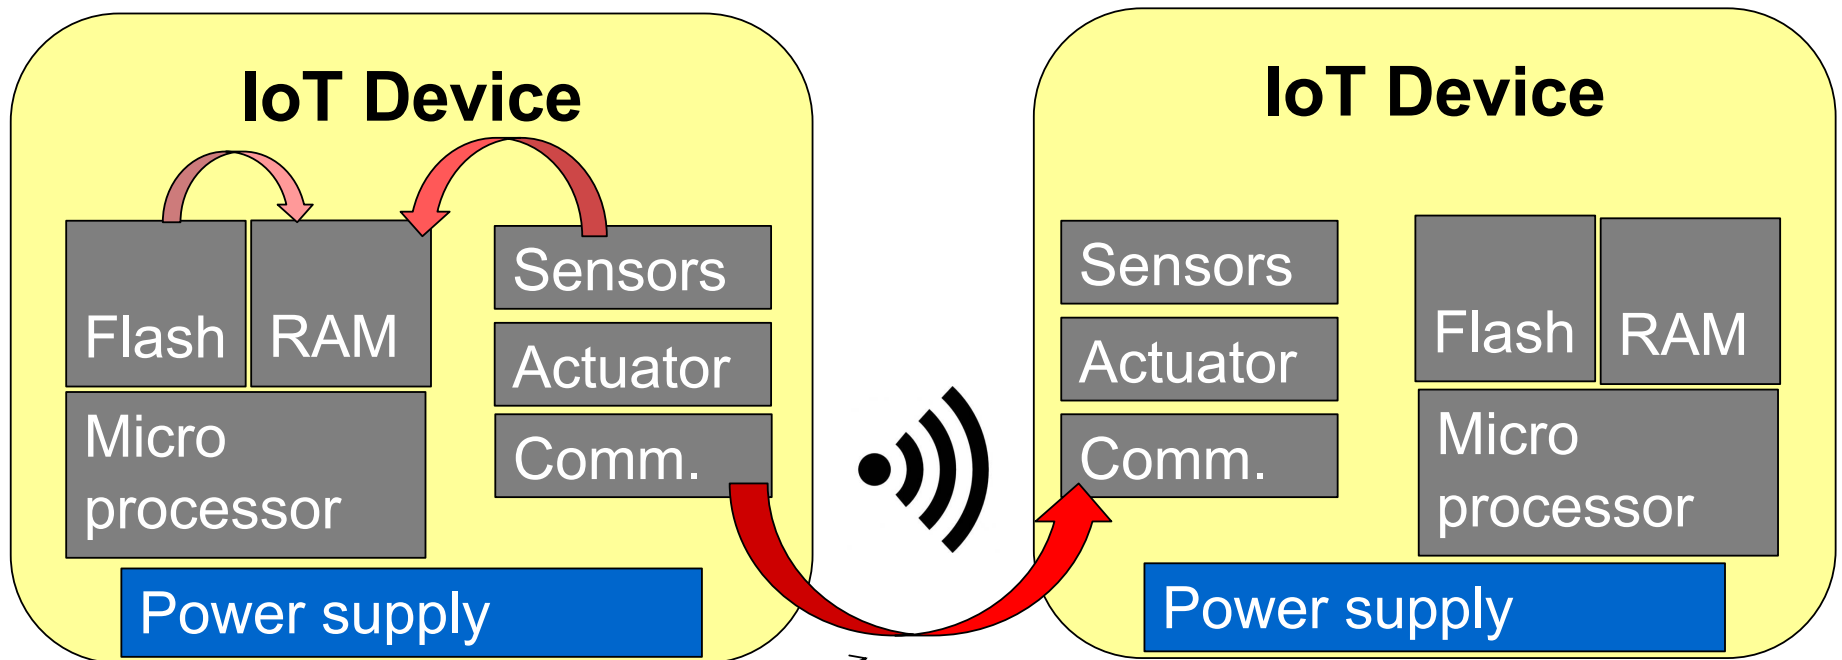 IoT Device
Flash
RAM
Sensors
Actuator
Comm.
Micro
processor
Power supply
IoT Device
Sensors
Actuator
Comm.
Flash
RAM
Micro
processor
Power supply